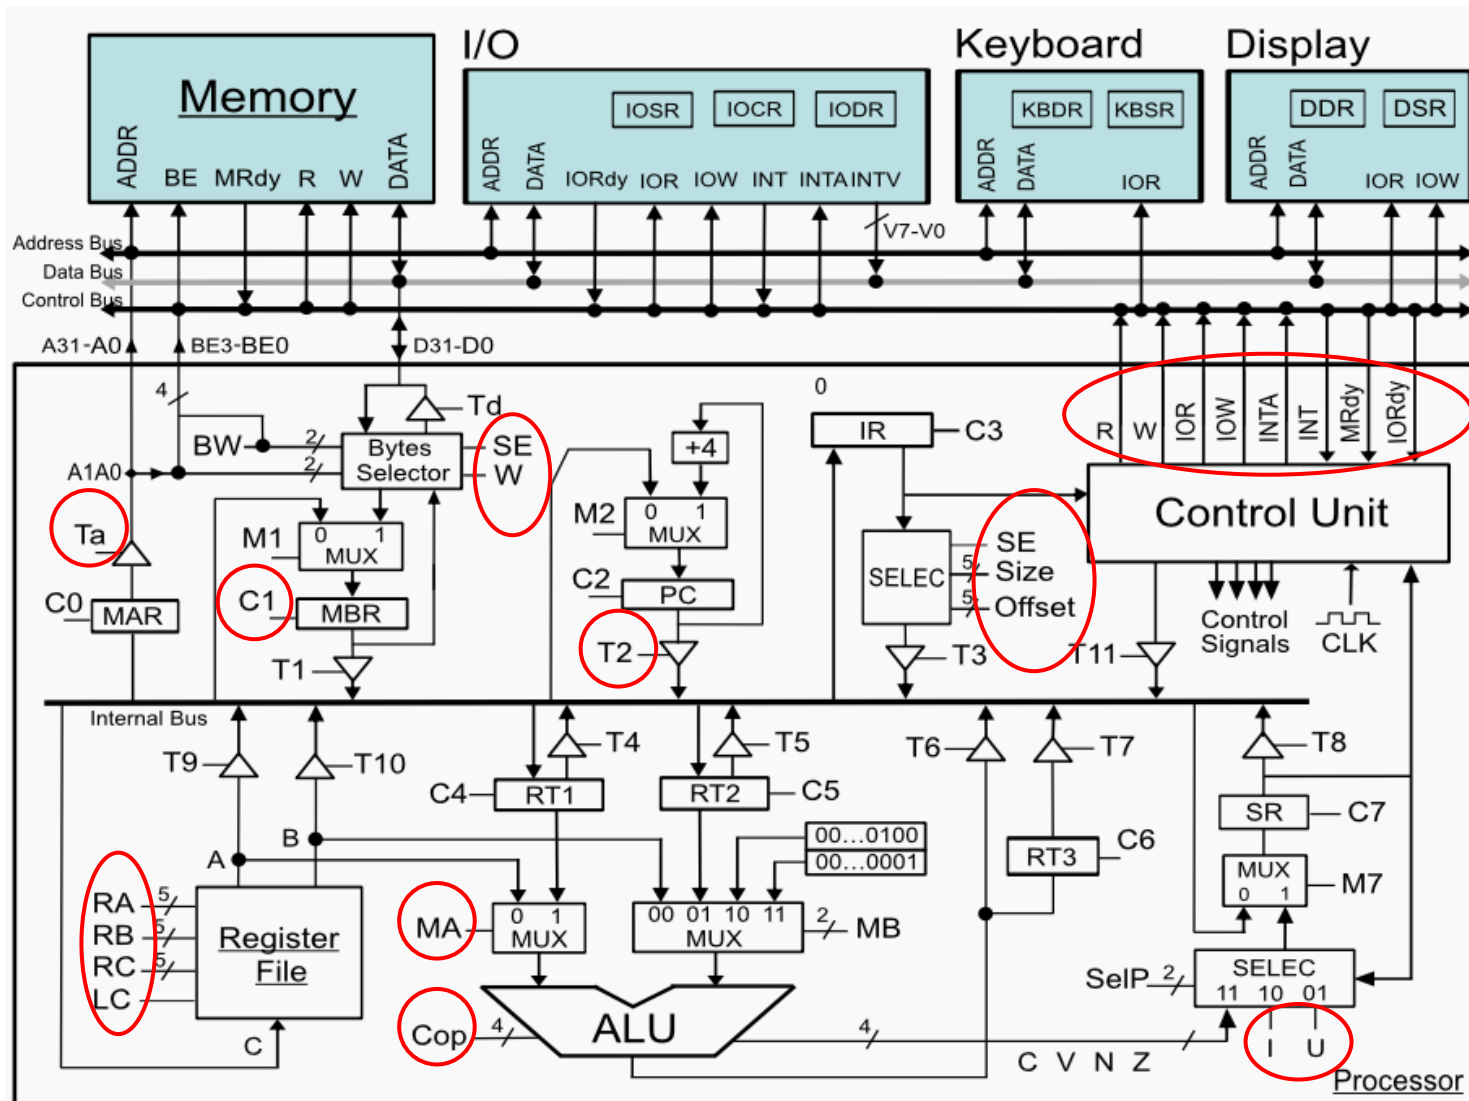 I/O Keyboard Display
Memory
IOSR IOCR IODR
KBDR KBSR
DDR DSR
ADDR BE MRdy R W DATA
ADDR DATA IORdy IOR IOW INT INTA INTV
ADDR DATA IOR
ADDR DATA IOR IOW
V7-V0
Address Bus
Data Bus
Control Bus
A31-A0 BE3-BE0 D31-D0
0
4 Td
R W IOR IOW INTA INT MRdy IORdy
BW 2 Bytes Selector SE
A1A0 2 W
+4
IR C3
Ta
M1 0 1 MUX
M2 0 1 MUX
Control Unit
SELEC SE
5 Size
5 Offset
C0 MAR
C1 MBR
C2 PC
Control Signals
CLK
T1 T2 T3 T11
Internal Bus
T9 T10 T4 T5 T6 T7 T8
C4 RT1 RT2 C5
SR C7
A B
00...0100
00...0001
RT3 C6
MUX 0 1 M7
RA 5
RB 5
RC 5
LC
Register File
MA 0 1 MUX
00 01 10 11 MUX 2 MB
SelP 2 SELEC 11 10 01
Cop 4 ALU 4
C
C V N Z
I U
Processor